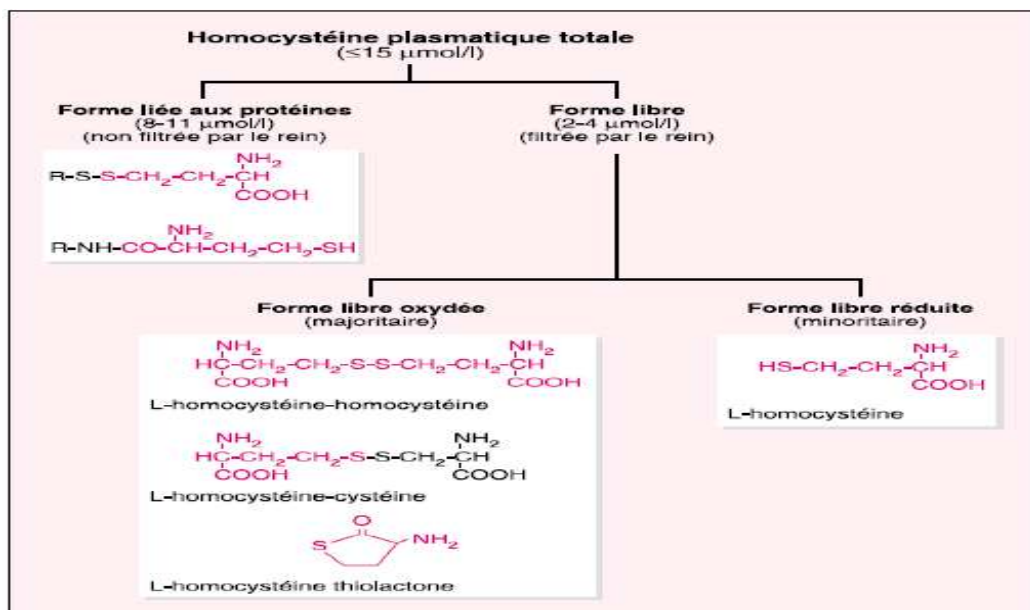 Homocystéine plasmatique totale
(≤15 µmol/l)
Forme liée aux protéines
(8-11 µmol/l)
(non filtrée par le rein)
NH₂
R-S-S-CH₂-CH₂-CH
COOH
NH₂
R-NH-CO-CH-CH₂-CH₂-SH
Forme libre
(2-4 µmol/l)
(filtrée par le rein)
Forme libre oxydée
(majoritaire)
NH₂ NH₂
HC-CH₂-CH₂-S-S-CH₂-CH₂-CH
COOH COOH
L-homocystéine-homocystéine
NH₂ NH₂
HC-CH₂-CH₂-S-S-CH₂-CH
COOH COOH
L-homocystéine-cystéine
O
S NH₂
L-homocystéine thiolactone
Forme libre réduite
(minoritaire)
NH₂
HS-CH₂-CH₂-CH
COOH
L-homocystéine